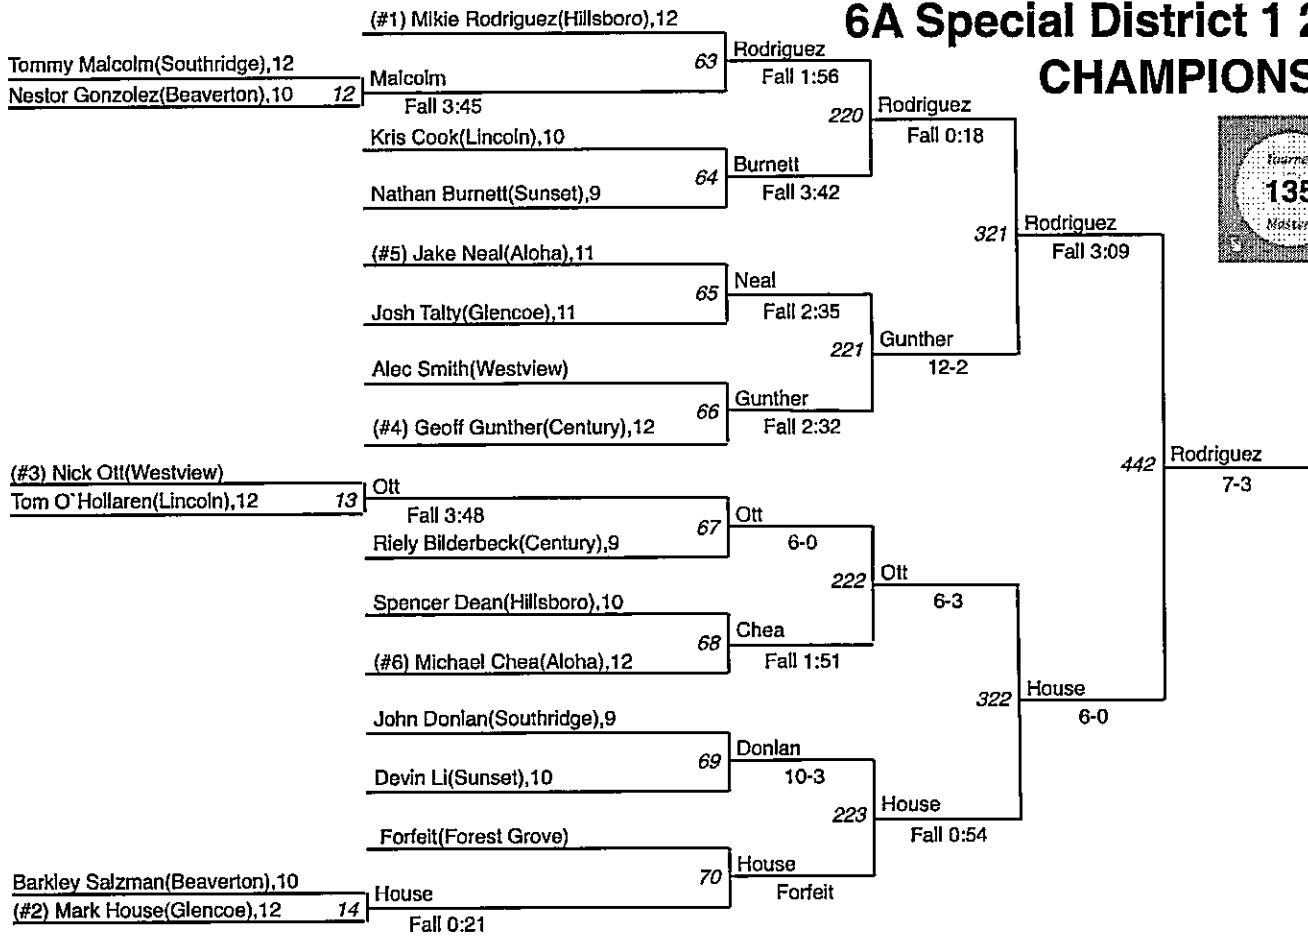 6A Special District 1 2
CHAMPIONS
135
(#1) Mikie Rodriguez(Hillsboro),12
Tommy Malcolm(Southridge),12
Nestor Gonzolez(Beaverton),10 12
Malcolm
Fall 3:45
63
Rodriguez
Fall 1:56
Kris Cook(Lincoln),10
Nathan Burnett(Sunset),9
64
Burnett
Fall 3:42
220
Rodriguez
Fall 0:18
(#5) Jake Neal(Aloha),11
Josh Talty(Glencoe),11
65
Neal
Fall 2:35
Alec Smith(Westview)
(#4) Geoff Gunther(Century),12
66
Gunther
Fall 2:32
221
Gunther
12-2
321
Rodriguez
Fall 3:09
(#3) Nick Ott(Westview)
Tom O`Hollaren(Lincoln),12 13
Ott
Fall 3:48
Riely Bilderbeck(Century),9
67
Ott
6-0
Spencer Dean(Hillsboro),10
(#6) Michael Chea(Aloha),12
68
Chea
Fall 1:51
222
Ott
6-3
John Donlan(Southridge),9
Devin Li(Sunset),10
69
Donlan
10-3
Forfeit(Forest Grove)
Barkley Salzman(Beaverton),10
(#2) Mark House(Glencoe),12 14
House
Fall 0:21
70
House
Forfeit
223
House
Fall 0:54
322
House
6-0
442
Rodriguez
7-3